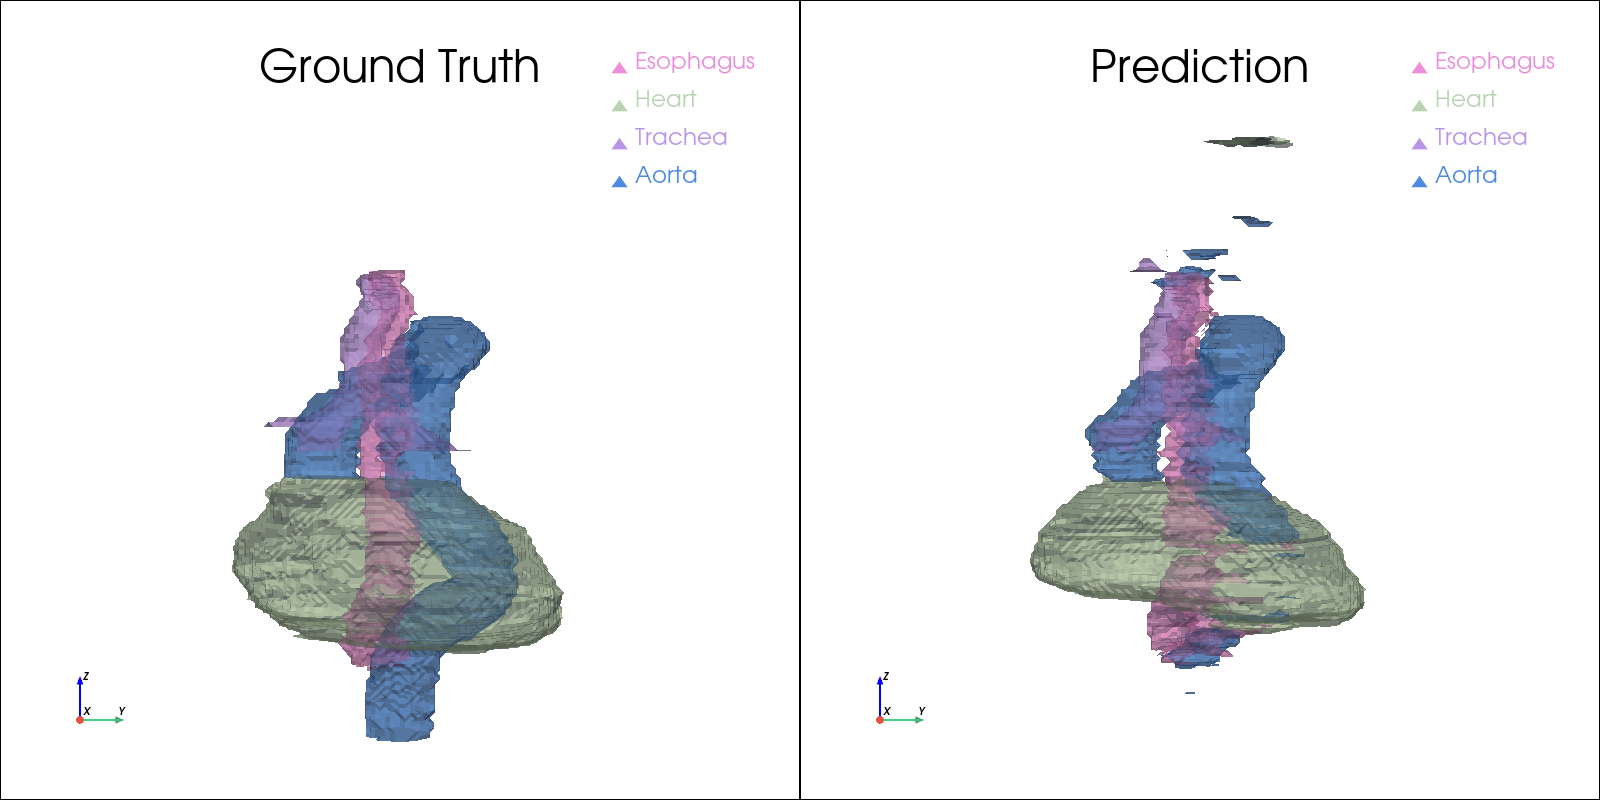 Ground Truth
Esophagus
Heart
Trachea
Aorta
Z
X
Y
Prediction
Esophagus
Heart
Trachea
Aorta
Z
X
Y